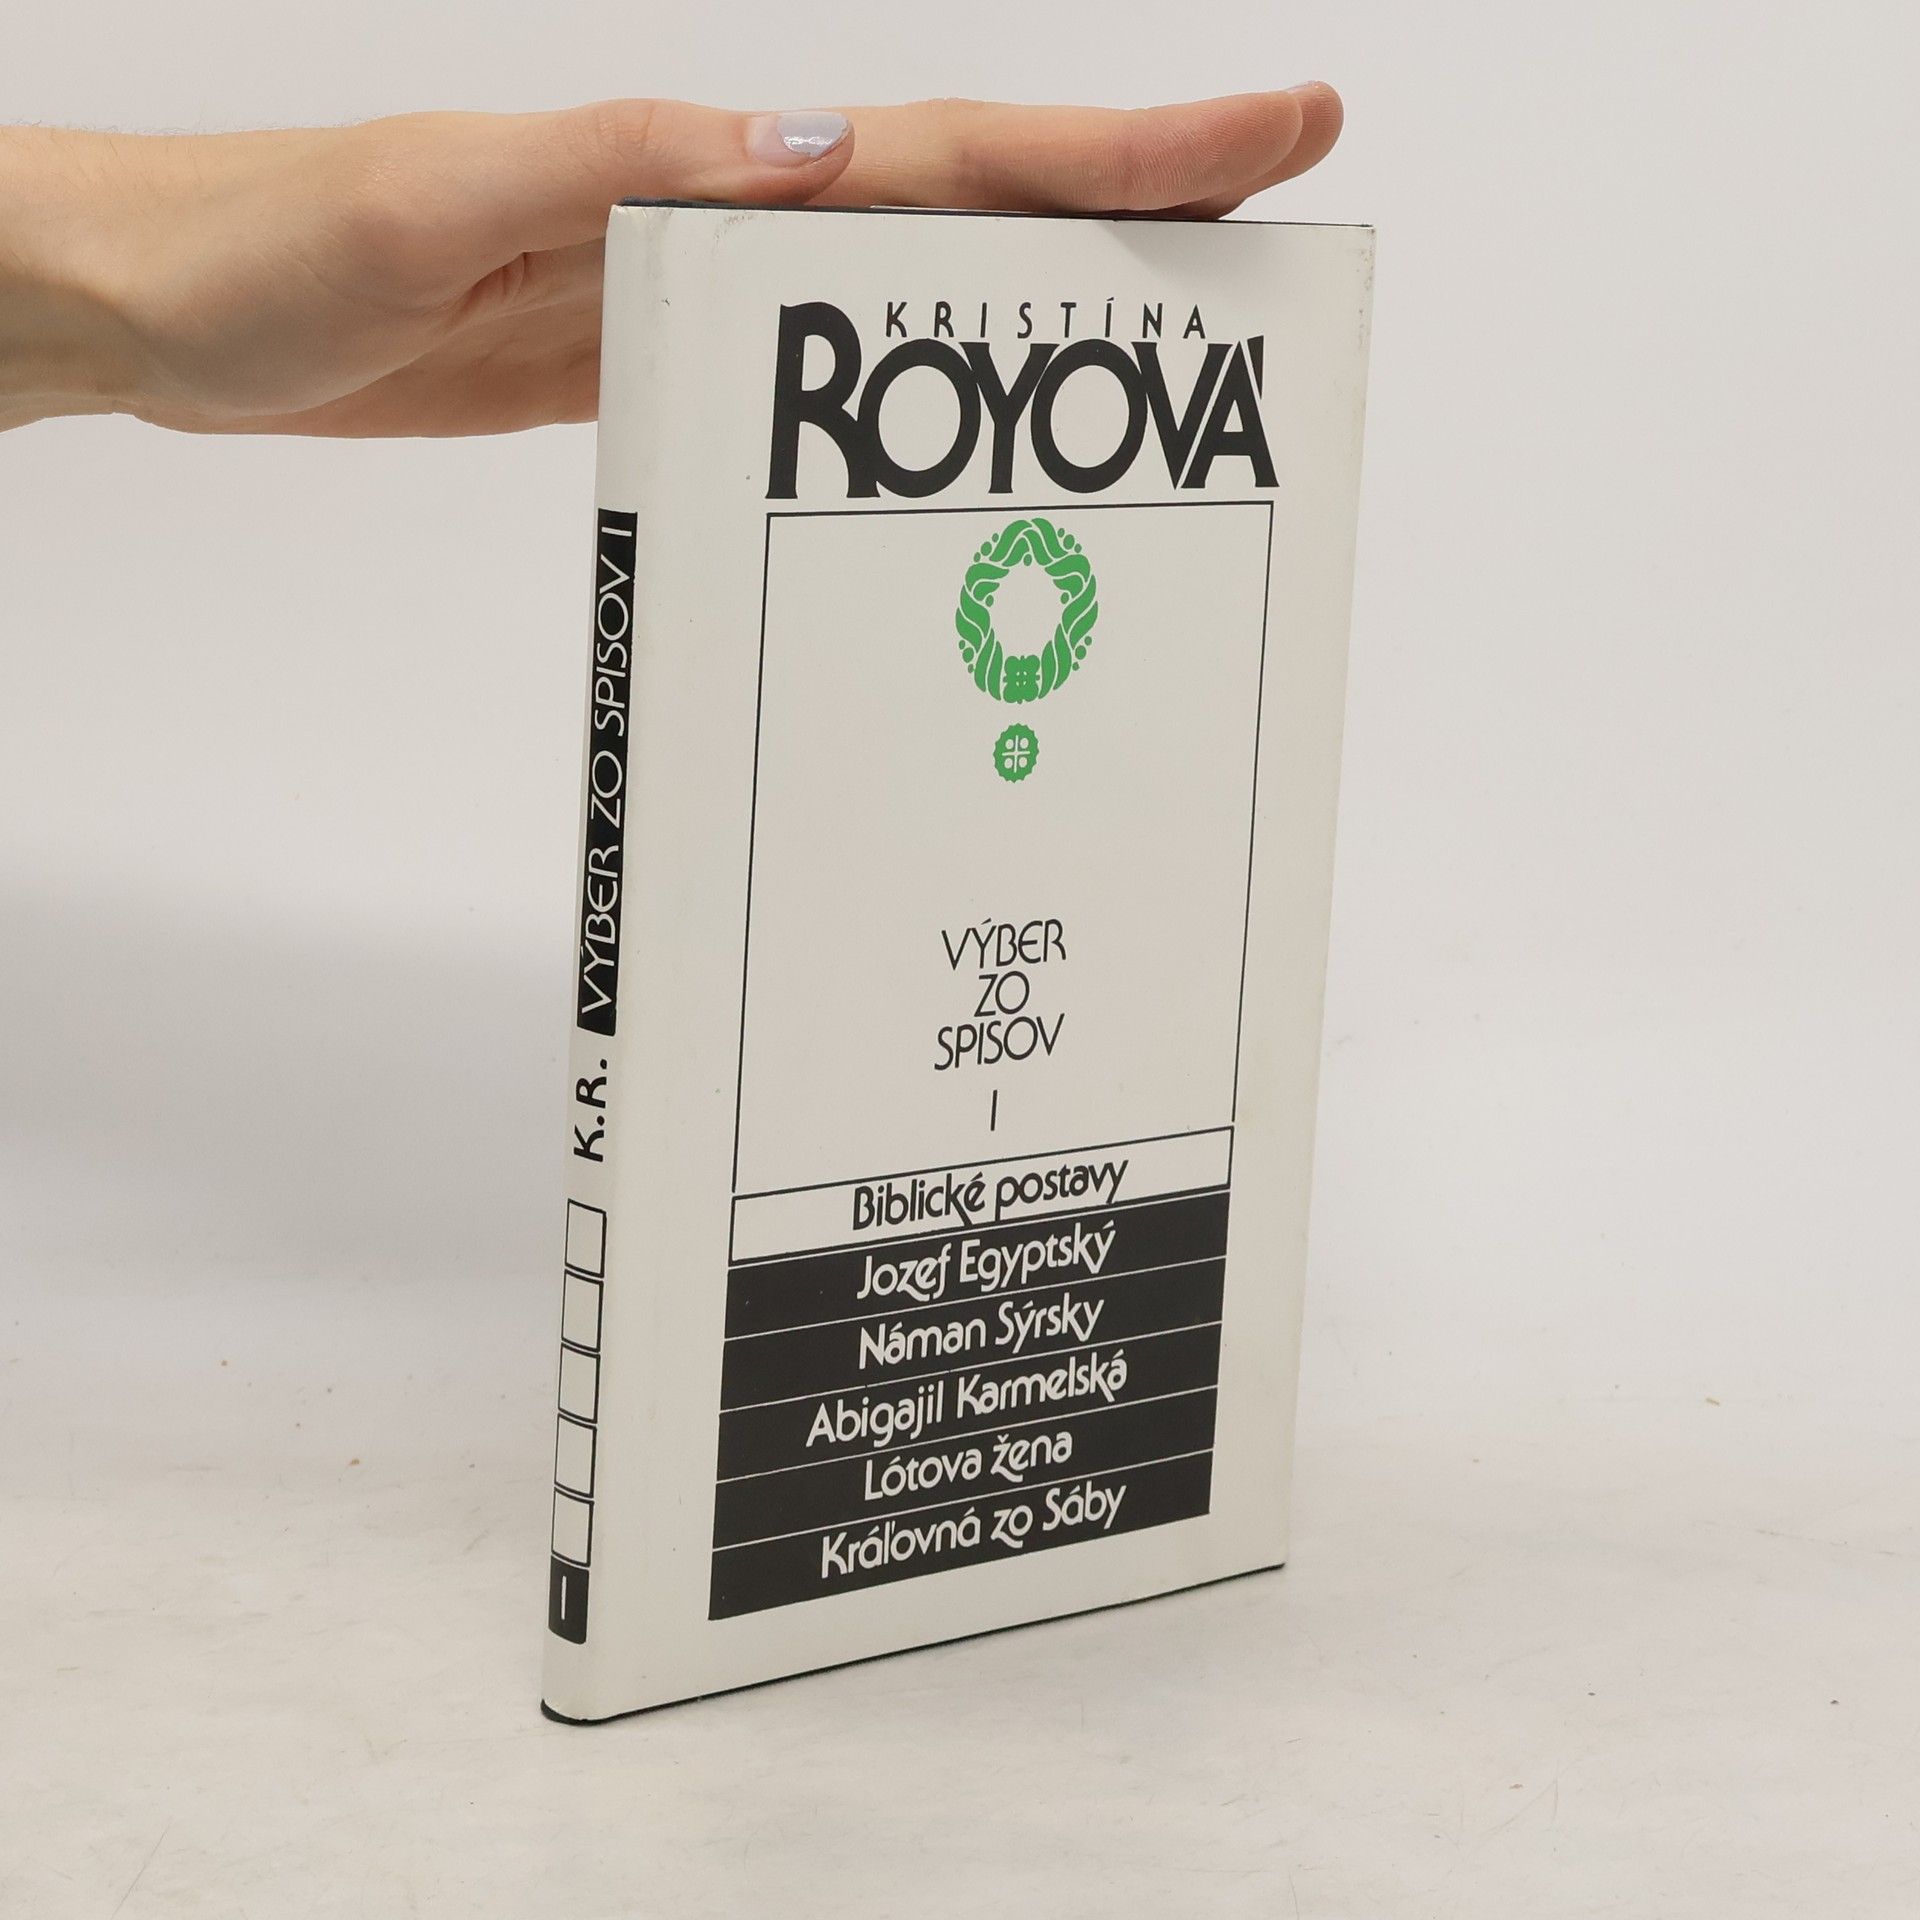 KRISTÍNA
ROYOVÁ
VÝBER
ZO
SPISOV
I
Biblické postavy
Jozef Egyptský
Náman Sýrsky
Abigajil Karmelská
Lótova žena
Kráľovná zo Sáby
I K.R. VÝBER ZO SPISOV I